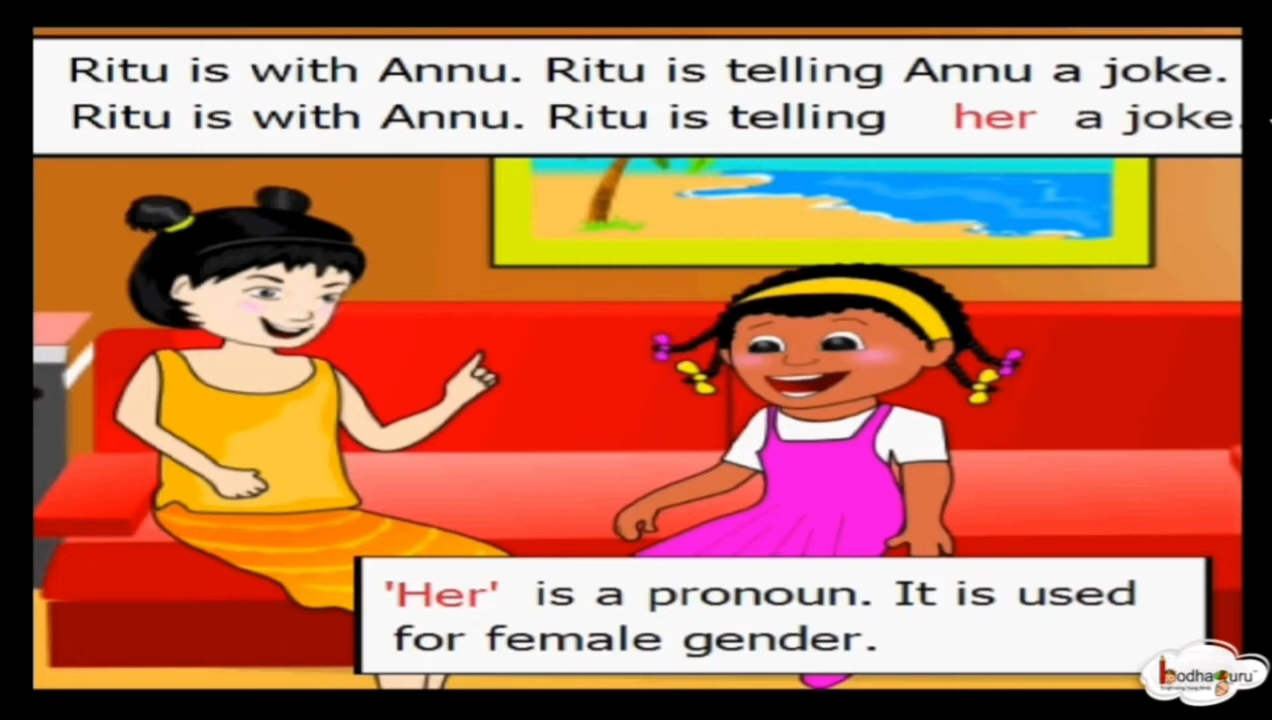 Ritu is with Annu. Ritu is telling Annu a joke.
Ritu is with Annu. Ritu is telling her a joke.
'Her' is a pronoun. It is used
for female gender.
bodhaguru